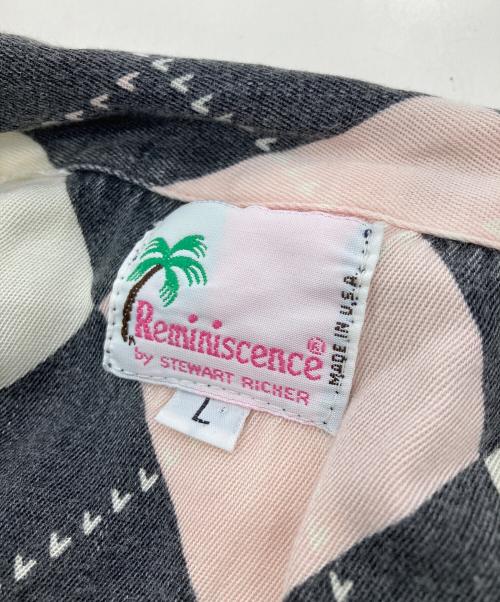 Reminiscence®
by STEWART RICHER
MADE IN U.S.A.
L